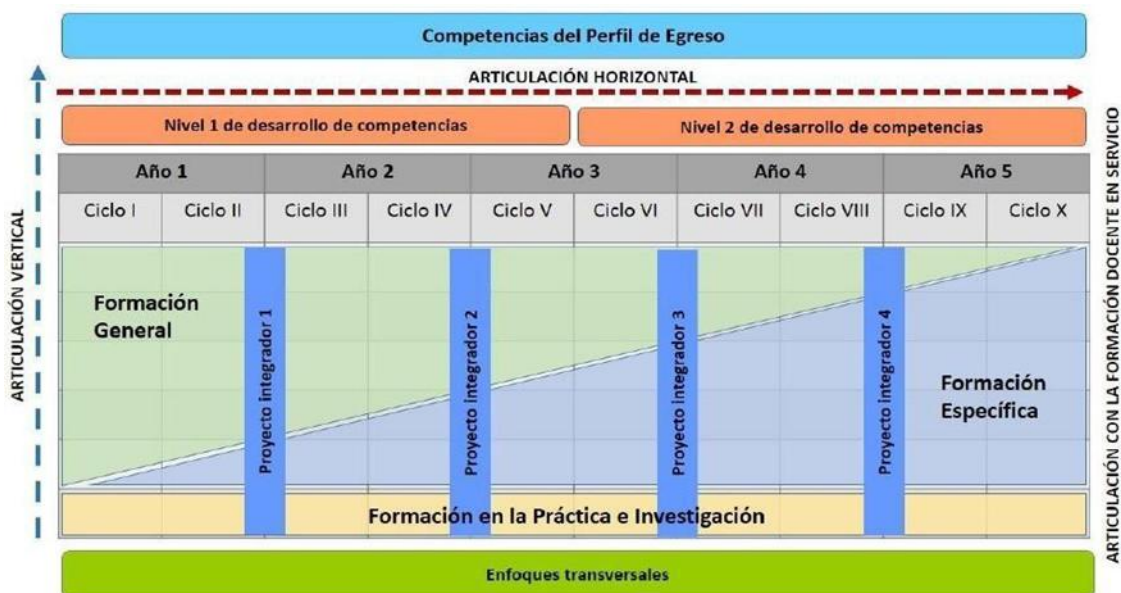 Competencias del Perfil de Egreso
ARTICULACIÓN HORIZONTAL
Nivel 1 de desarrollo de competencias
Nivel 2 de desarrollo de competencias
Año 1 Año 2 Año 3 Año 4 Año 5
Ciclo I Ciclo II Ciclo III Ciclo IV Ciclo V Ciclo VI Ciclo VII Ciclo VIII Ciclo IX Ciclo X
ARTICULACIÓN VERTICAL
Formación
General
Proyecto integrador 1
Proyecto integrador 2
Proyecto integrador 3
Proyecto integrador 4
Formación
Específica
Formación en la Práctica e Investigación
Enfoques transversales
ARTICULACIÓN CON LA FORMACIÓN DOCENTE EN SERVICIO